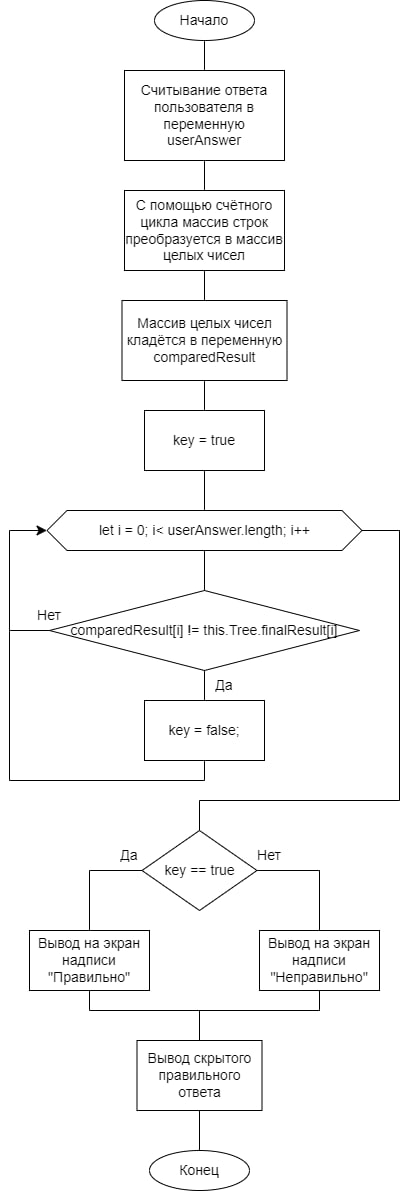 Начало
Считывание ответа
пользователя в
переменную
userAnswer
С помощью счётного
цикла массив строк
преобразуется в массив
целых чисел
Массив целых чисел
кладётся в переменную
comparedResult
key = true
let i = 0; i< userAnswer.length; i++
Нет
comparedResult[i] != this.Tree.finalResult[i]
Да
key = false;
Да
Нет
key == true
Вывод на экран
надписи
"Правильно"
Вывод на экран
надписи
"Неправильно"
Вывод скрытого
правильного
ответа
Конец